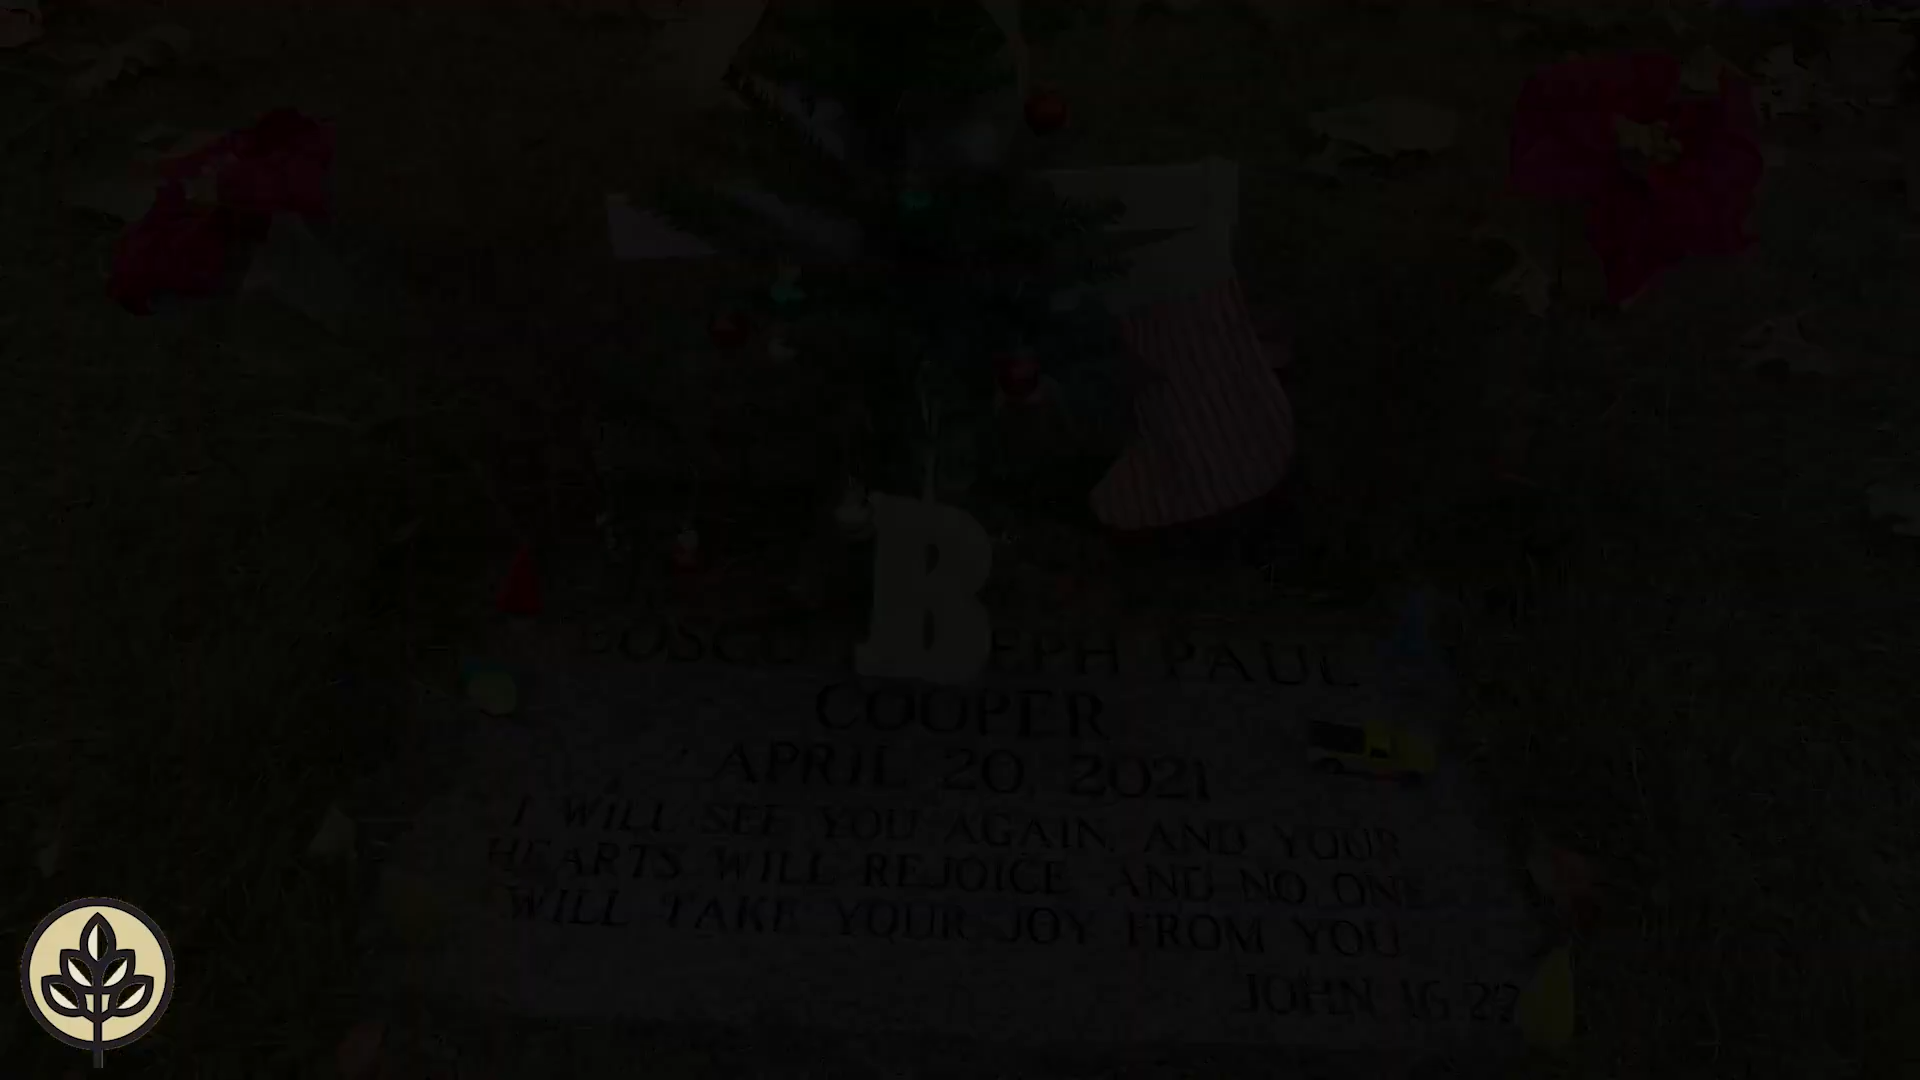 B
BOSCO EPH PAUL
COOPER
APRIL 20, 2021
I WILL SEE YOU AGAIN, AND YOUR
HEARTS WILL REJOICE AND NO ONE
WILL TAKE YOUR JOY FROM YOU
JOHN 16:22